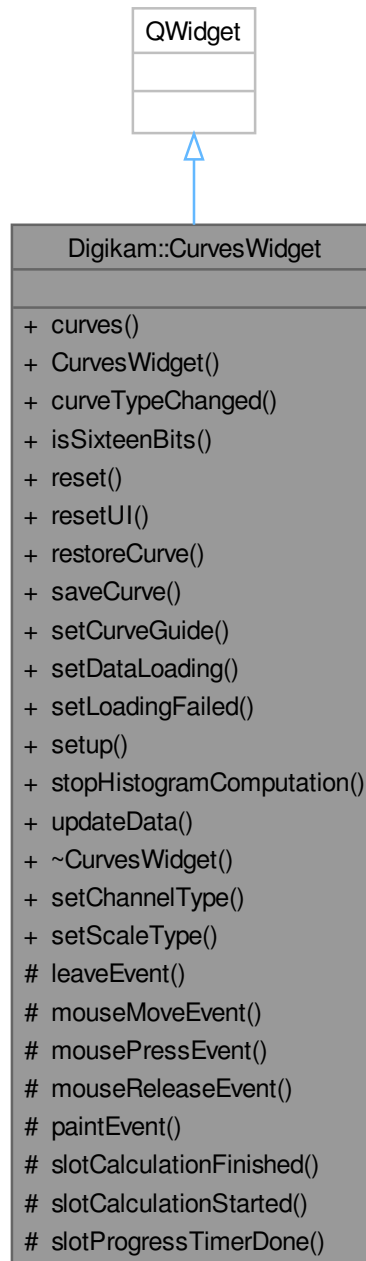 QWidget
Digikam::CurvesWidget
+ curves()
+ CurvesWidget()
+ curveTypeChanged()
+ isSixteenBits()
+ reset()
+ resetUI()
+ restoreCurve()
+ saveCurve()
+ setCurveGuide()
+ setDataLoading()
+ setLoadingFailed()
+ setup()
+ stopHistogramComputation()
+ updateData()
+ ~CurvesWidget()
+ setChannelType()
+ setScaleType()
# leaveEvent()
# mouseMoveEvent()
# mousePressEvent()
# mouseReleaseEvent()
# paintEvent()
# slotCalculationFinished()
# slotCalculationStarted()
# slotProgressTimerDone()